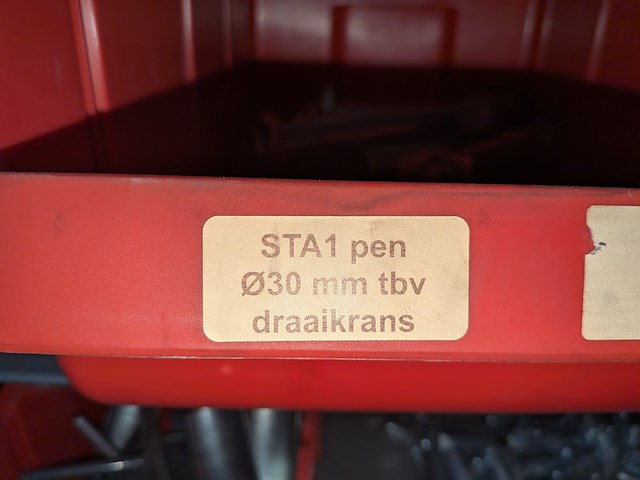 STA1 pen
Ø30 mm tbv
draaikrans